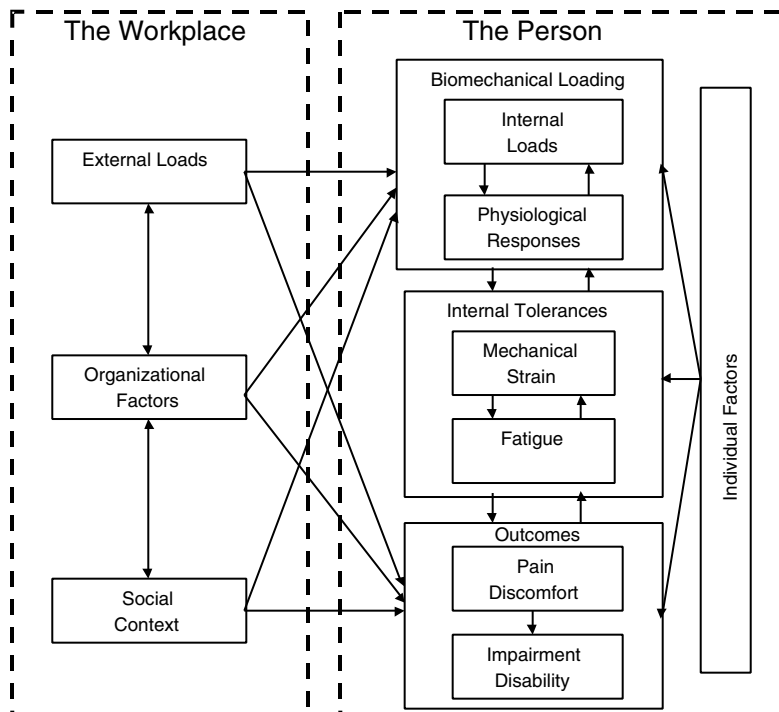 The Workplace
External Loads
Organizational
Factors
Social
Context
The Person
Biomechanical Loading
Internal
Loads
Physiological
Responses
Internal Tolerances
Mechanical
Strain
Fatigue
Outcomes
Pain
Discomfort
Impairment
Disability
Individual Factors